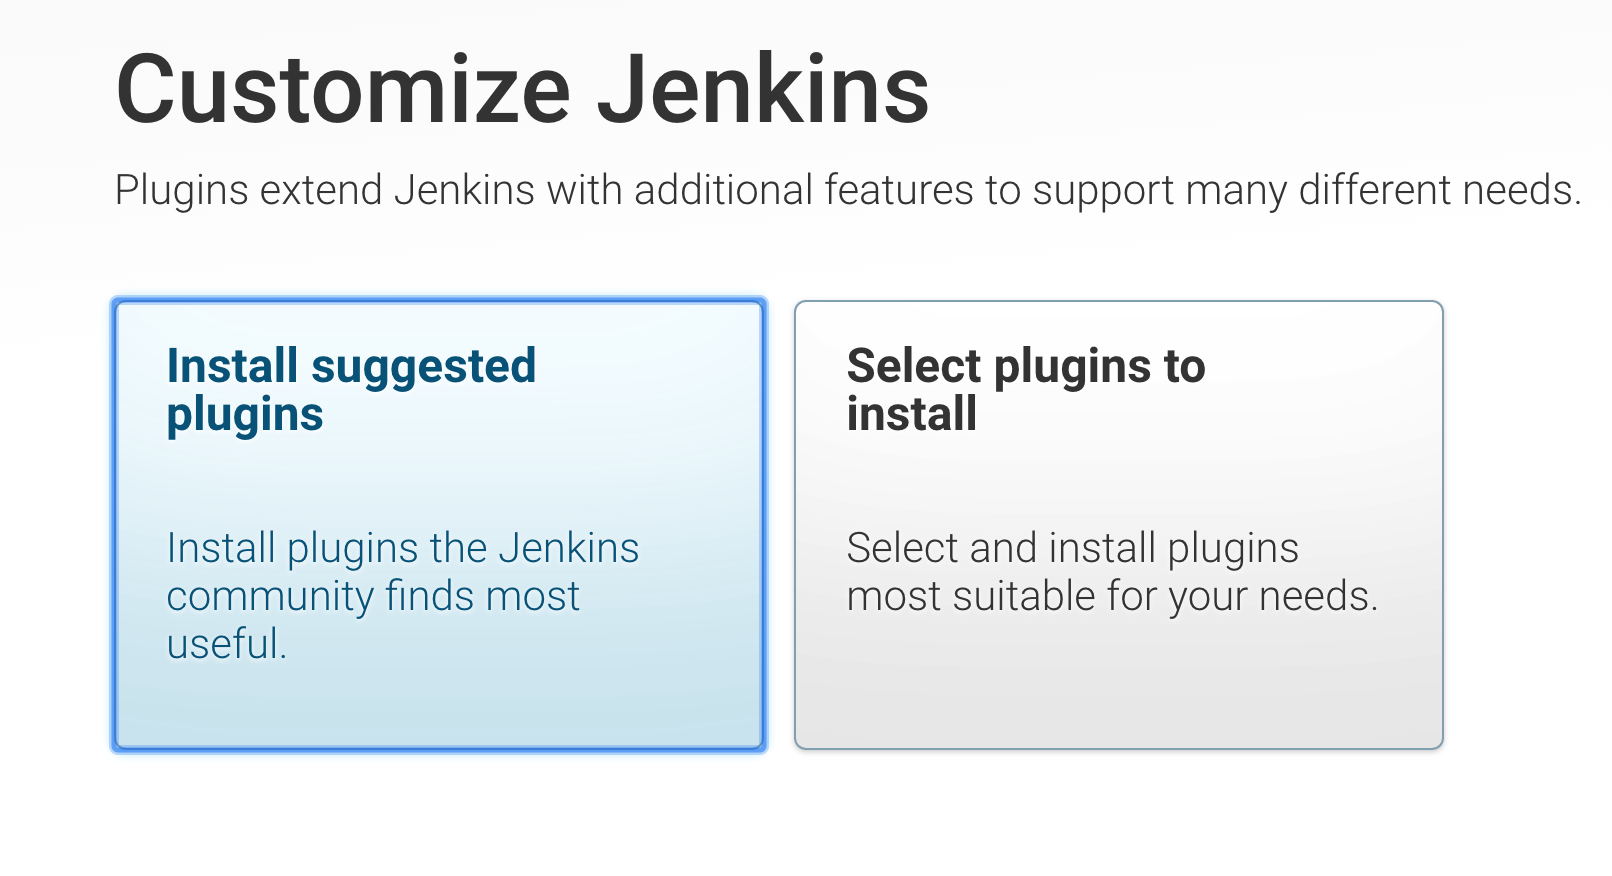 Customize Jenkins
Plugins extend Jenkins with additional features to support many different needs.
Install suggested
plugins
Install plugins the Jenkins
community finds most
useful.
Select plugins to
install
Select and install plugins
most suitable for your needs.